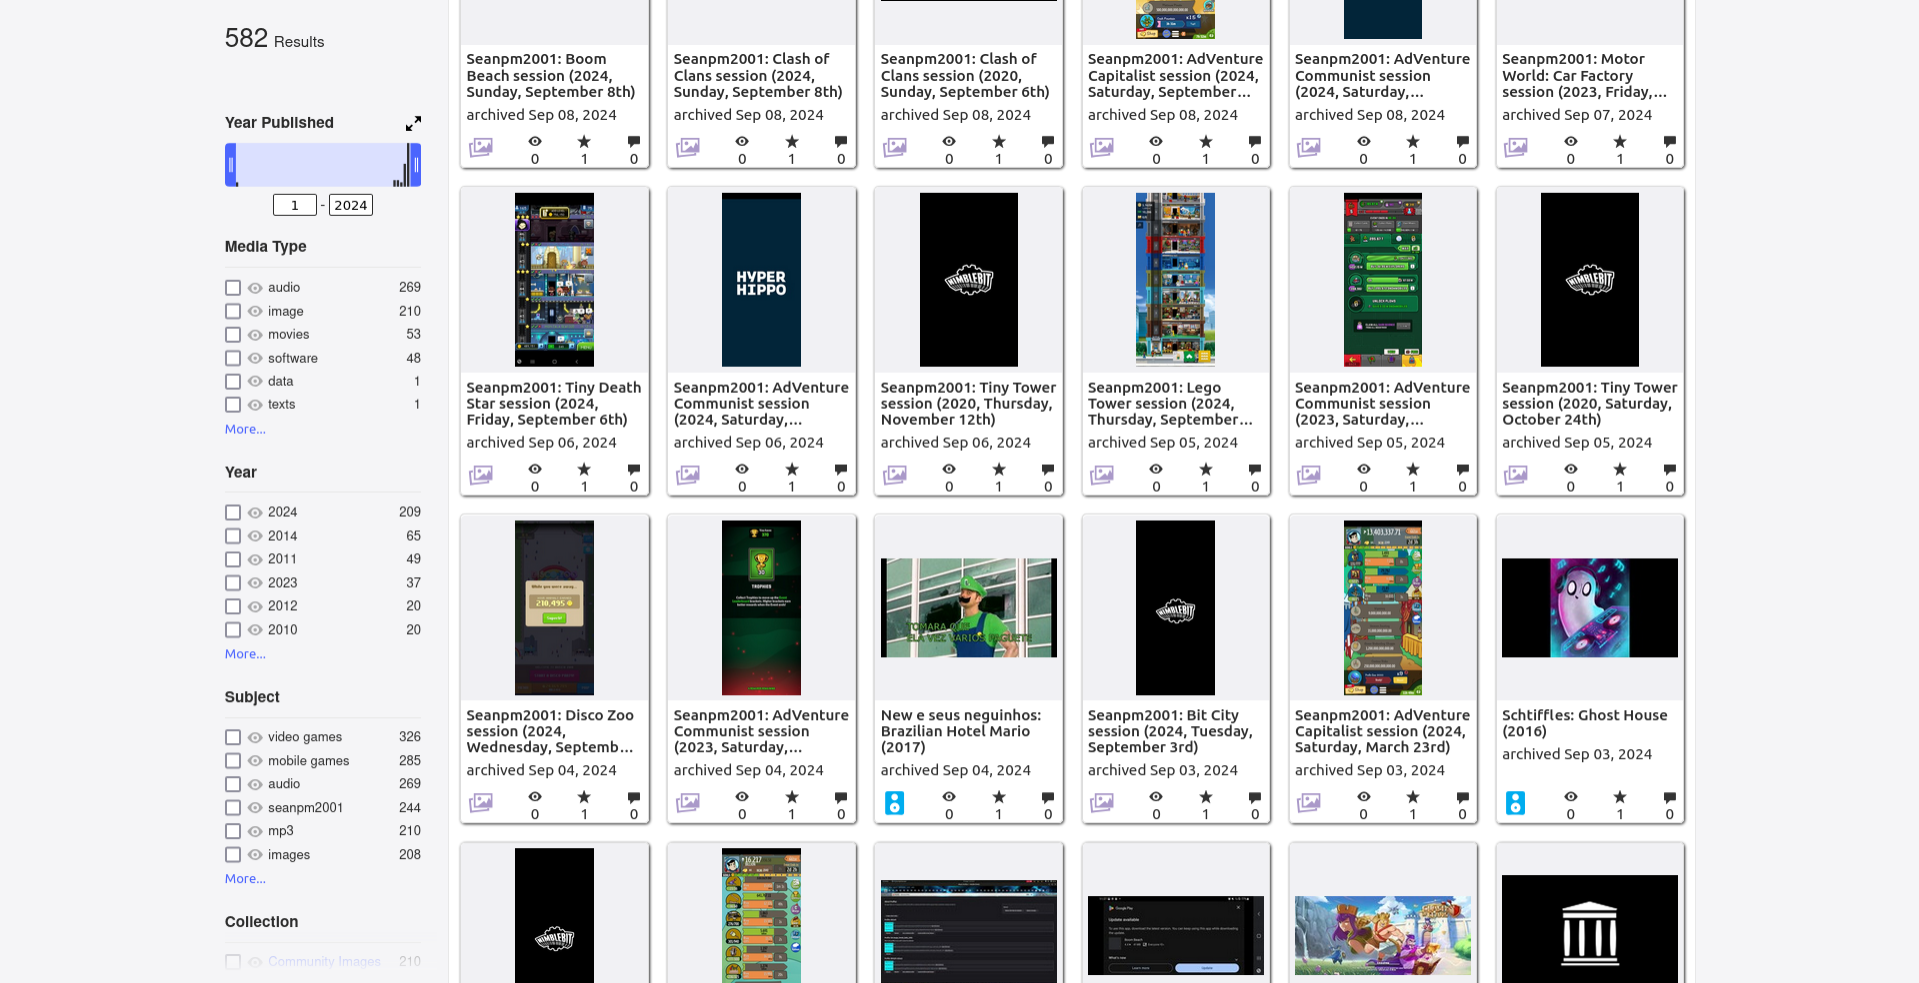 582 Results
Year Published
1 - 2024
Media Type
audio 269
image 210
movies 53
software 48
data 1
texts 1
More...
Year
2024 209
2014 65
2011 49
2023 37
2012 20
2010 20
More...
Subject
video games 326
mobile games 285
audio 269
seanpm2001 244
mp3 210
images 208
More...
Collection
Community Images 210
Seanpm2001: Boom
Beach session (2024,
Sunday, September 8th)
archived Sep 08, 2024
0 1 0
Seanpm2001: Clash of
Clans session (2024,
Sunday, September 8th)
archived Sep 08, 2024
0 1 0
Seanpm2001: Clash of
Clans session (2020,
Sunday, September 6th)
archived Sep 08, 2024
0 1 0
Seanpm2001: AdVenture
Capitalist session (2024,
Saturday, September...
archived Sep 08, 2024
0 1 0
Seanpm2001: AdVenture
Communist session
(2024, Saturday,...
archived Sep 08, 2024
0 1 0
Seanpm2001: Motor
World: Car Factory
session (2023, Friday,...
archived Sep 07, 2024
0 1 0
Seanpm2001: Tiny Death
Star session (2024,
Friday, September 6th)
archived Sep 06, 2024
0 1 0
HYPER
HIPPO
Seanpm2001: AdVenture
Communist session
(2024, Saturday,...
archived Sep 06, 2024
0 1 0
NIMBLEBIT
Seanpm2001: Tiny Tower
session (2020, Thursday,
November 12th)
archived Sep 06, 2024
0 1 0
Seanpm2001: Lego
Tower session (2024,
Thursday, September...
archived Sep 05, 2024
0 1 0
Seanpm2001: AdVenture
Communist session
(2023, Saturday,...
archived Sep 05, 2024
0 1 0
NIMBLEBIT
Seanpm2001: Tiny Tower
session (2020, Saturday,
October 24th)
archived Sep 05, 2024
0 1 0
While you were away...
210,495
Seanpm2001: Disco Zoo
session (2024,
Wednesday, Septemb...
archived Sep 04, 2024
0 1 0
TROPHIES
Seanpm2001: AdVenture
Communist session
(2023, Saturday,...
archived Sep 04, 2024
0 1 0
TOMARA QUE
ELA VEZ VARIOS
New e seus neguinhos:
Brazilian Hotel Mario
(2017)
archived Sep 04, 2024
0 1 0
NIMBLEBIT
Seanpm2001: Bit City
session (2024, Tuesday,
September 3rd)
archived Sep 03, 2024
0 1 0
Seanpm2001: AdVenture
Capitalist session (2024,
Saturday, March 23rd)
archived Sep 03, 2024
0 1 0
Schtiffles: Ghost House
(2016)
archived Sep 03, 2024
0 1 0
NIMBLEBIT
Google Play
Update available